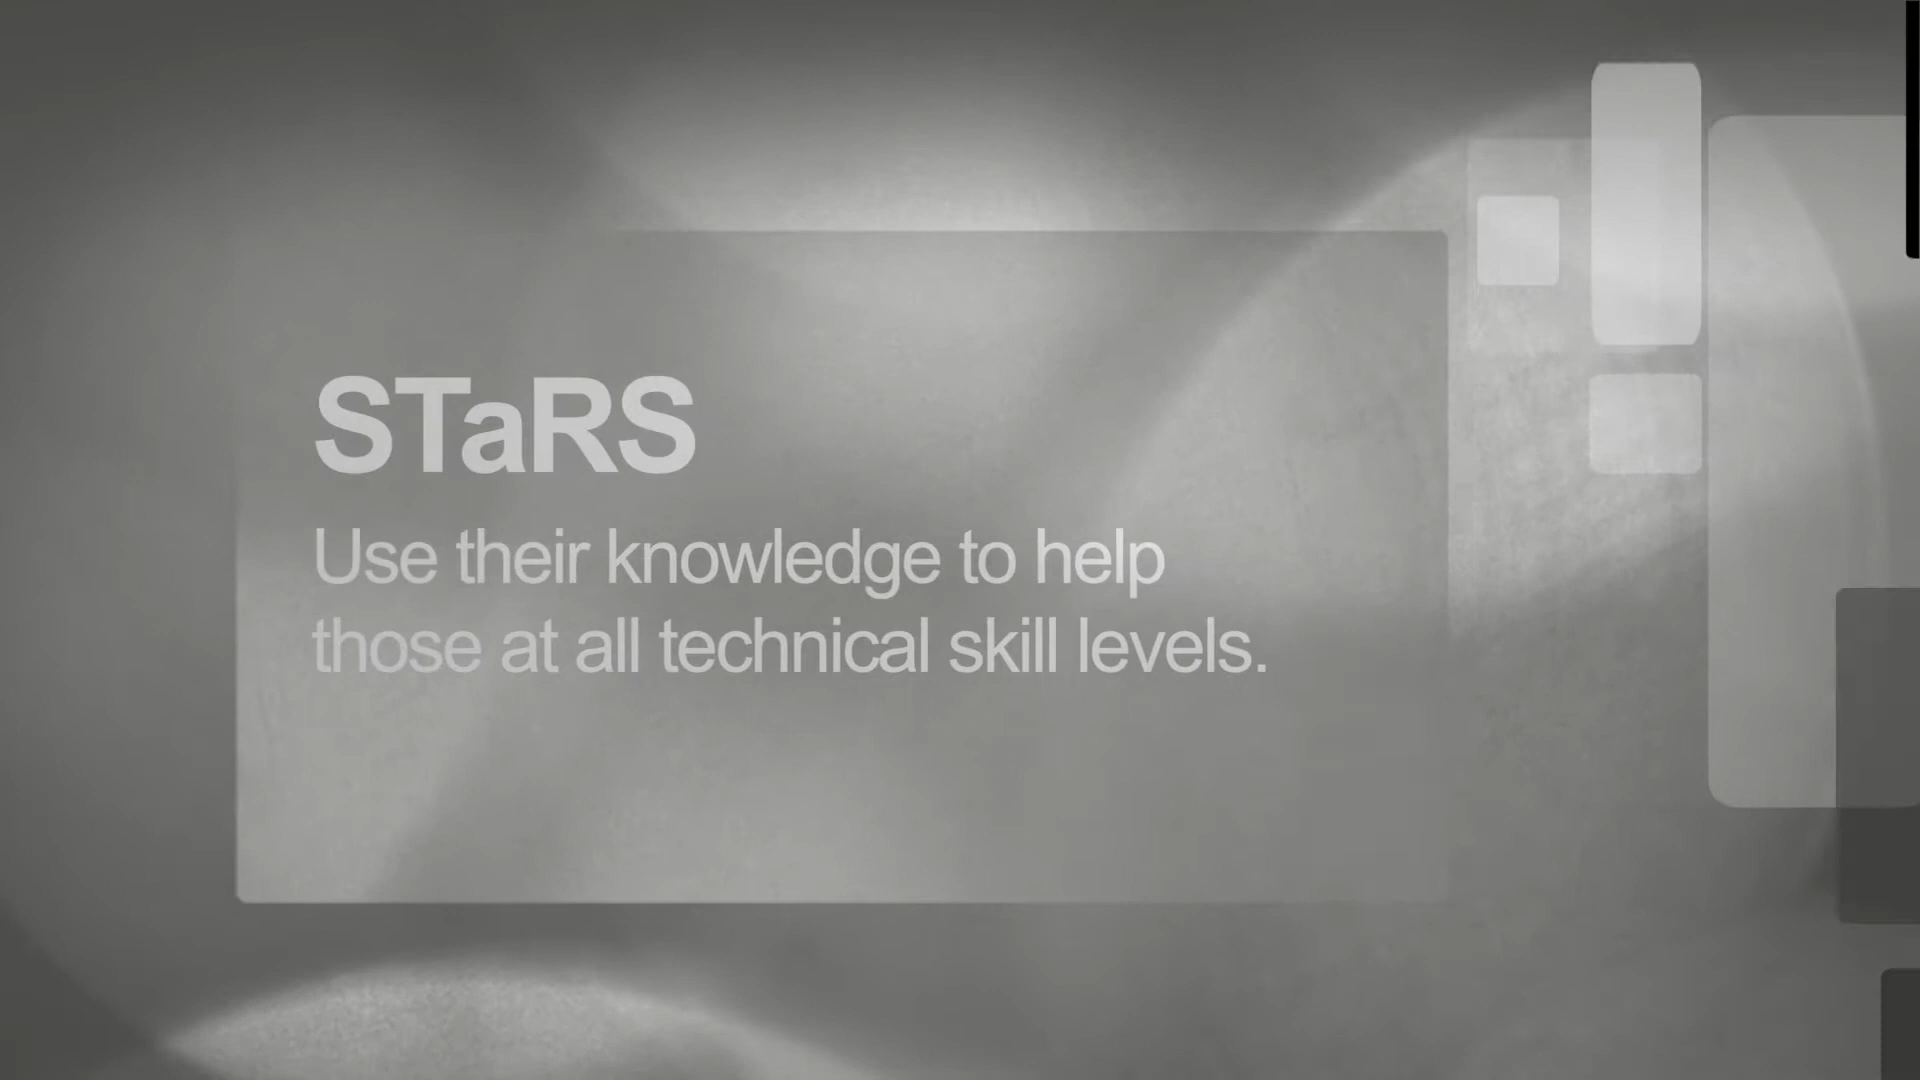 STaRS
Use their knowledge to help
those at all technical skill levels.